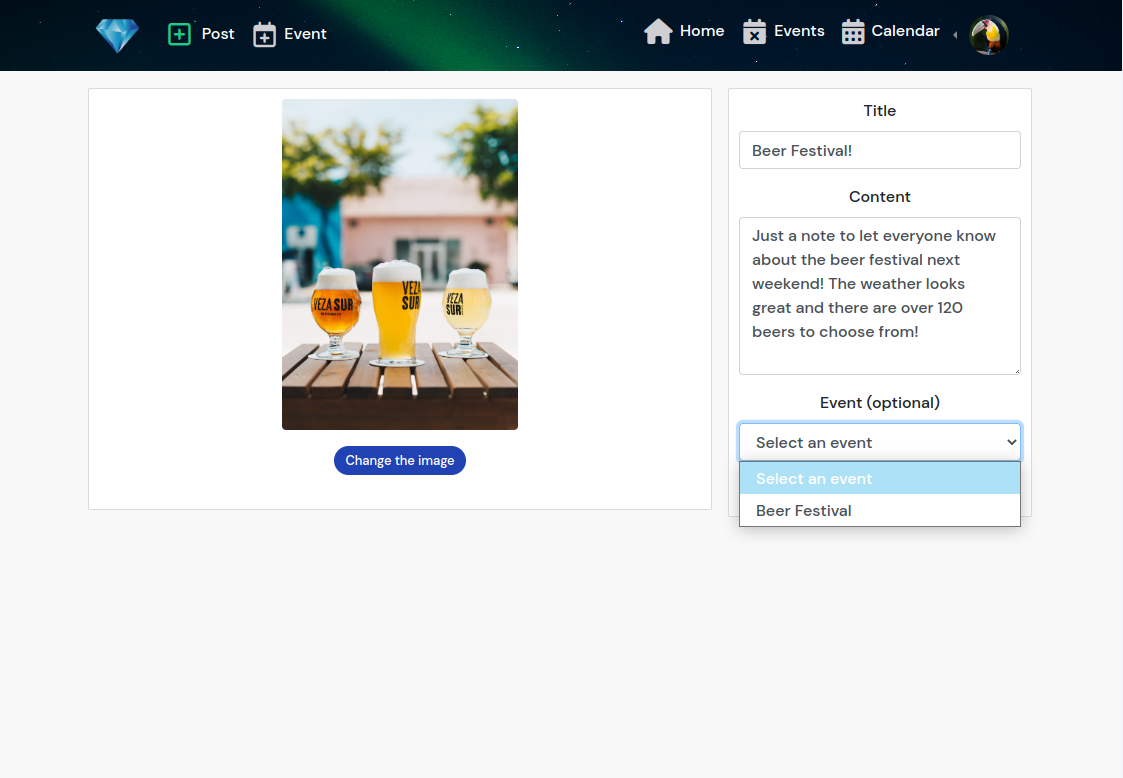 Post
Event
Home
Events
Calendar
VEZA SUR
VEZA
SUR
VEZA
SUR
Change the image
Title
Beer Festival!
Content
Just a note to let everyone know
about the beer festival next
weekend! The weather looks
great and there are over 120
beers to choose from!
Event (optional)
Select an event
Select an event
Beer Festival